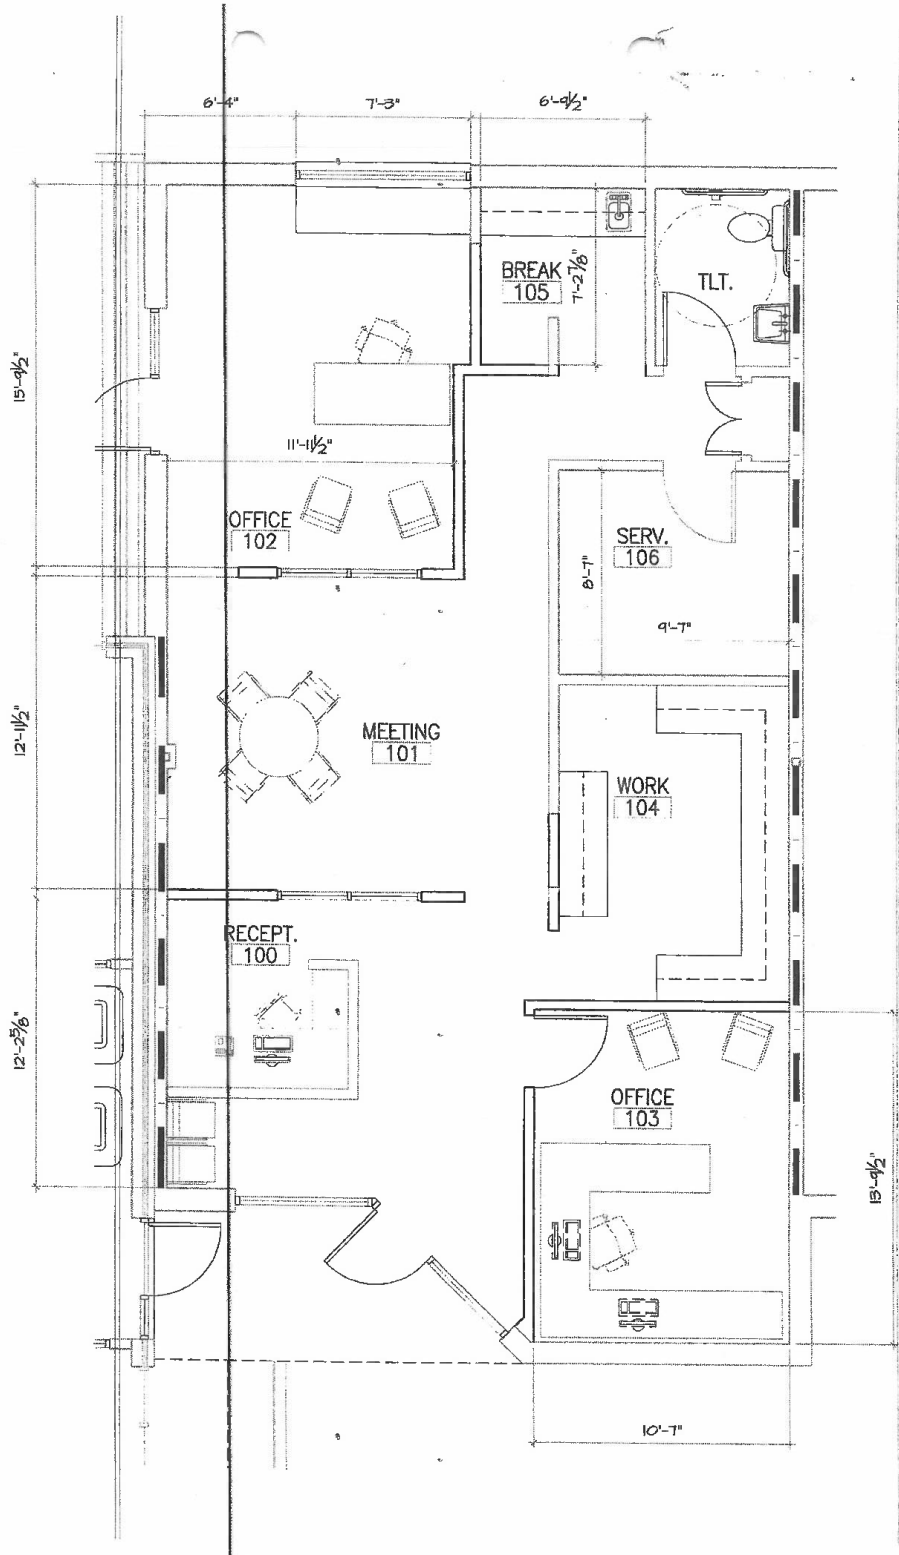 6'-4"
7'-3"
6'-9½"
BREAK
105
7'-2⅞"
TLT.
15'-9½"
11'-11½"
OFFICE
102
SERV.
106
8'-7"
9'-7"
12'-11½"
MEETING
101
WORK
104
RECEPT.
100
12'-2⅝"
OFFICE
103
13'-9½"
10'-7"